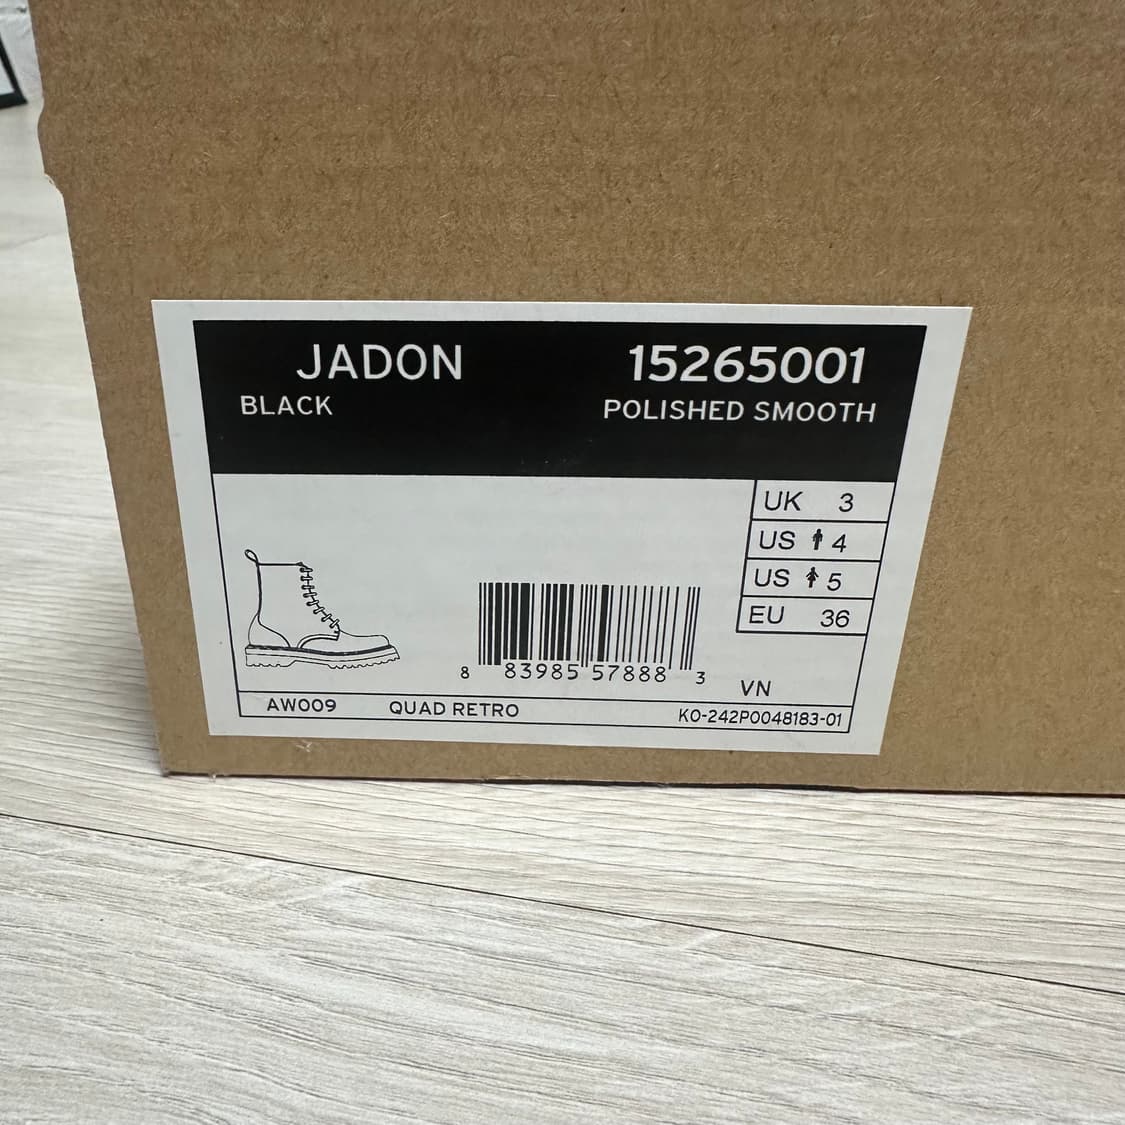 JADON 15265001
BLACK POLISHED SMOOTH
UK 3
US 4
US 5
EU 36
8 83985 57888 3
VN
AW009 QUAD RETRO KO-242P0048183-01